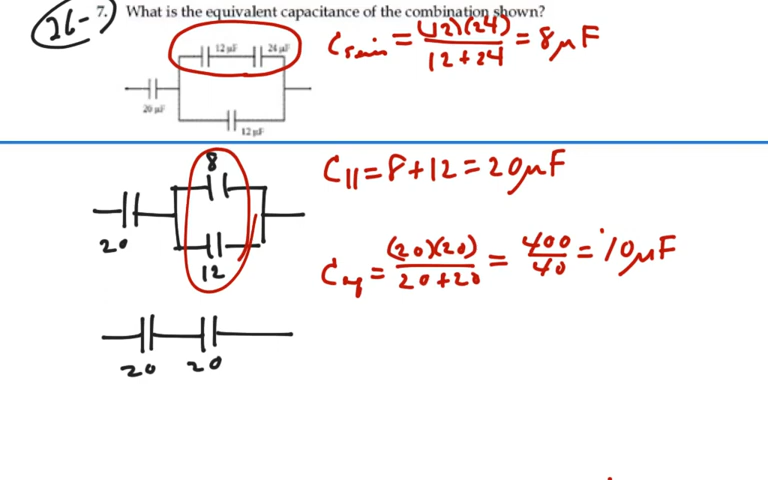 26- 7. What is the equivalent capacitance of the combination shown?
C = (12)(24) / 12+24 = 8μF
12 μF 24 μF
20 μF
12 μF
8
C|| = 8+12 = 20μF
20
12
Ceq = (20)(20) / 20+20 = 400 / 40 = 10μF
20 20